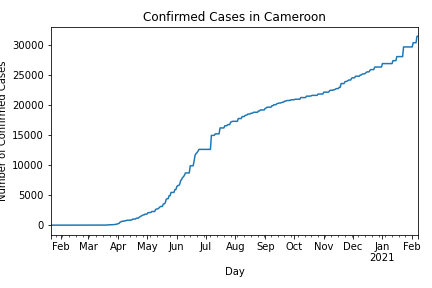 Confirmed Cases in Cameroon
Number of Confirmed Cases
30000
25000
20000
15000
10000
5000
0
Feb Mar Apr May Jun Jul Aug Sep Oct Nov Dec Jan Feb
2021
Day